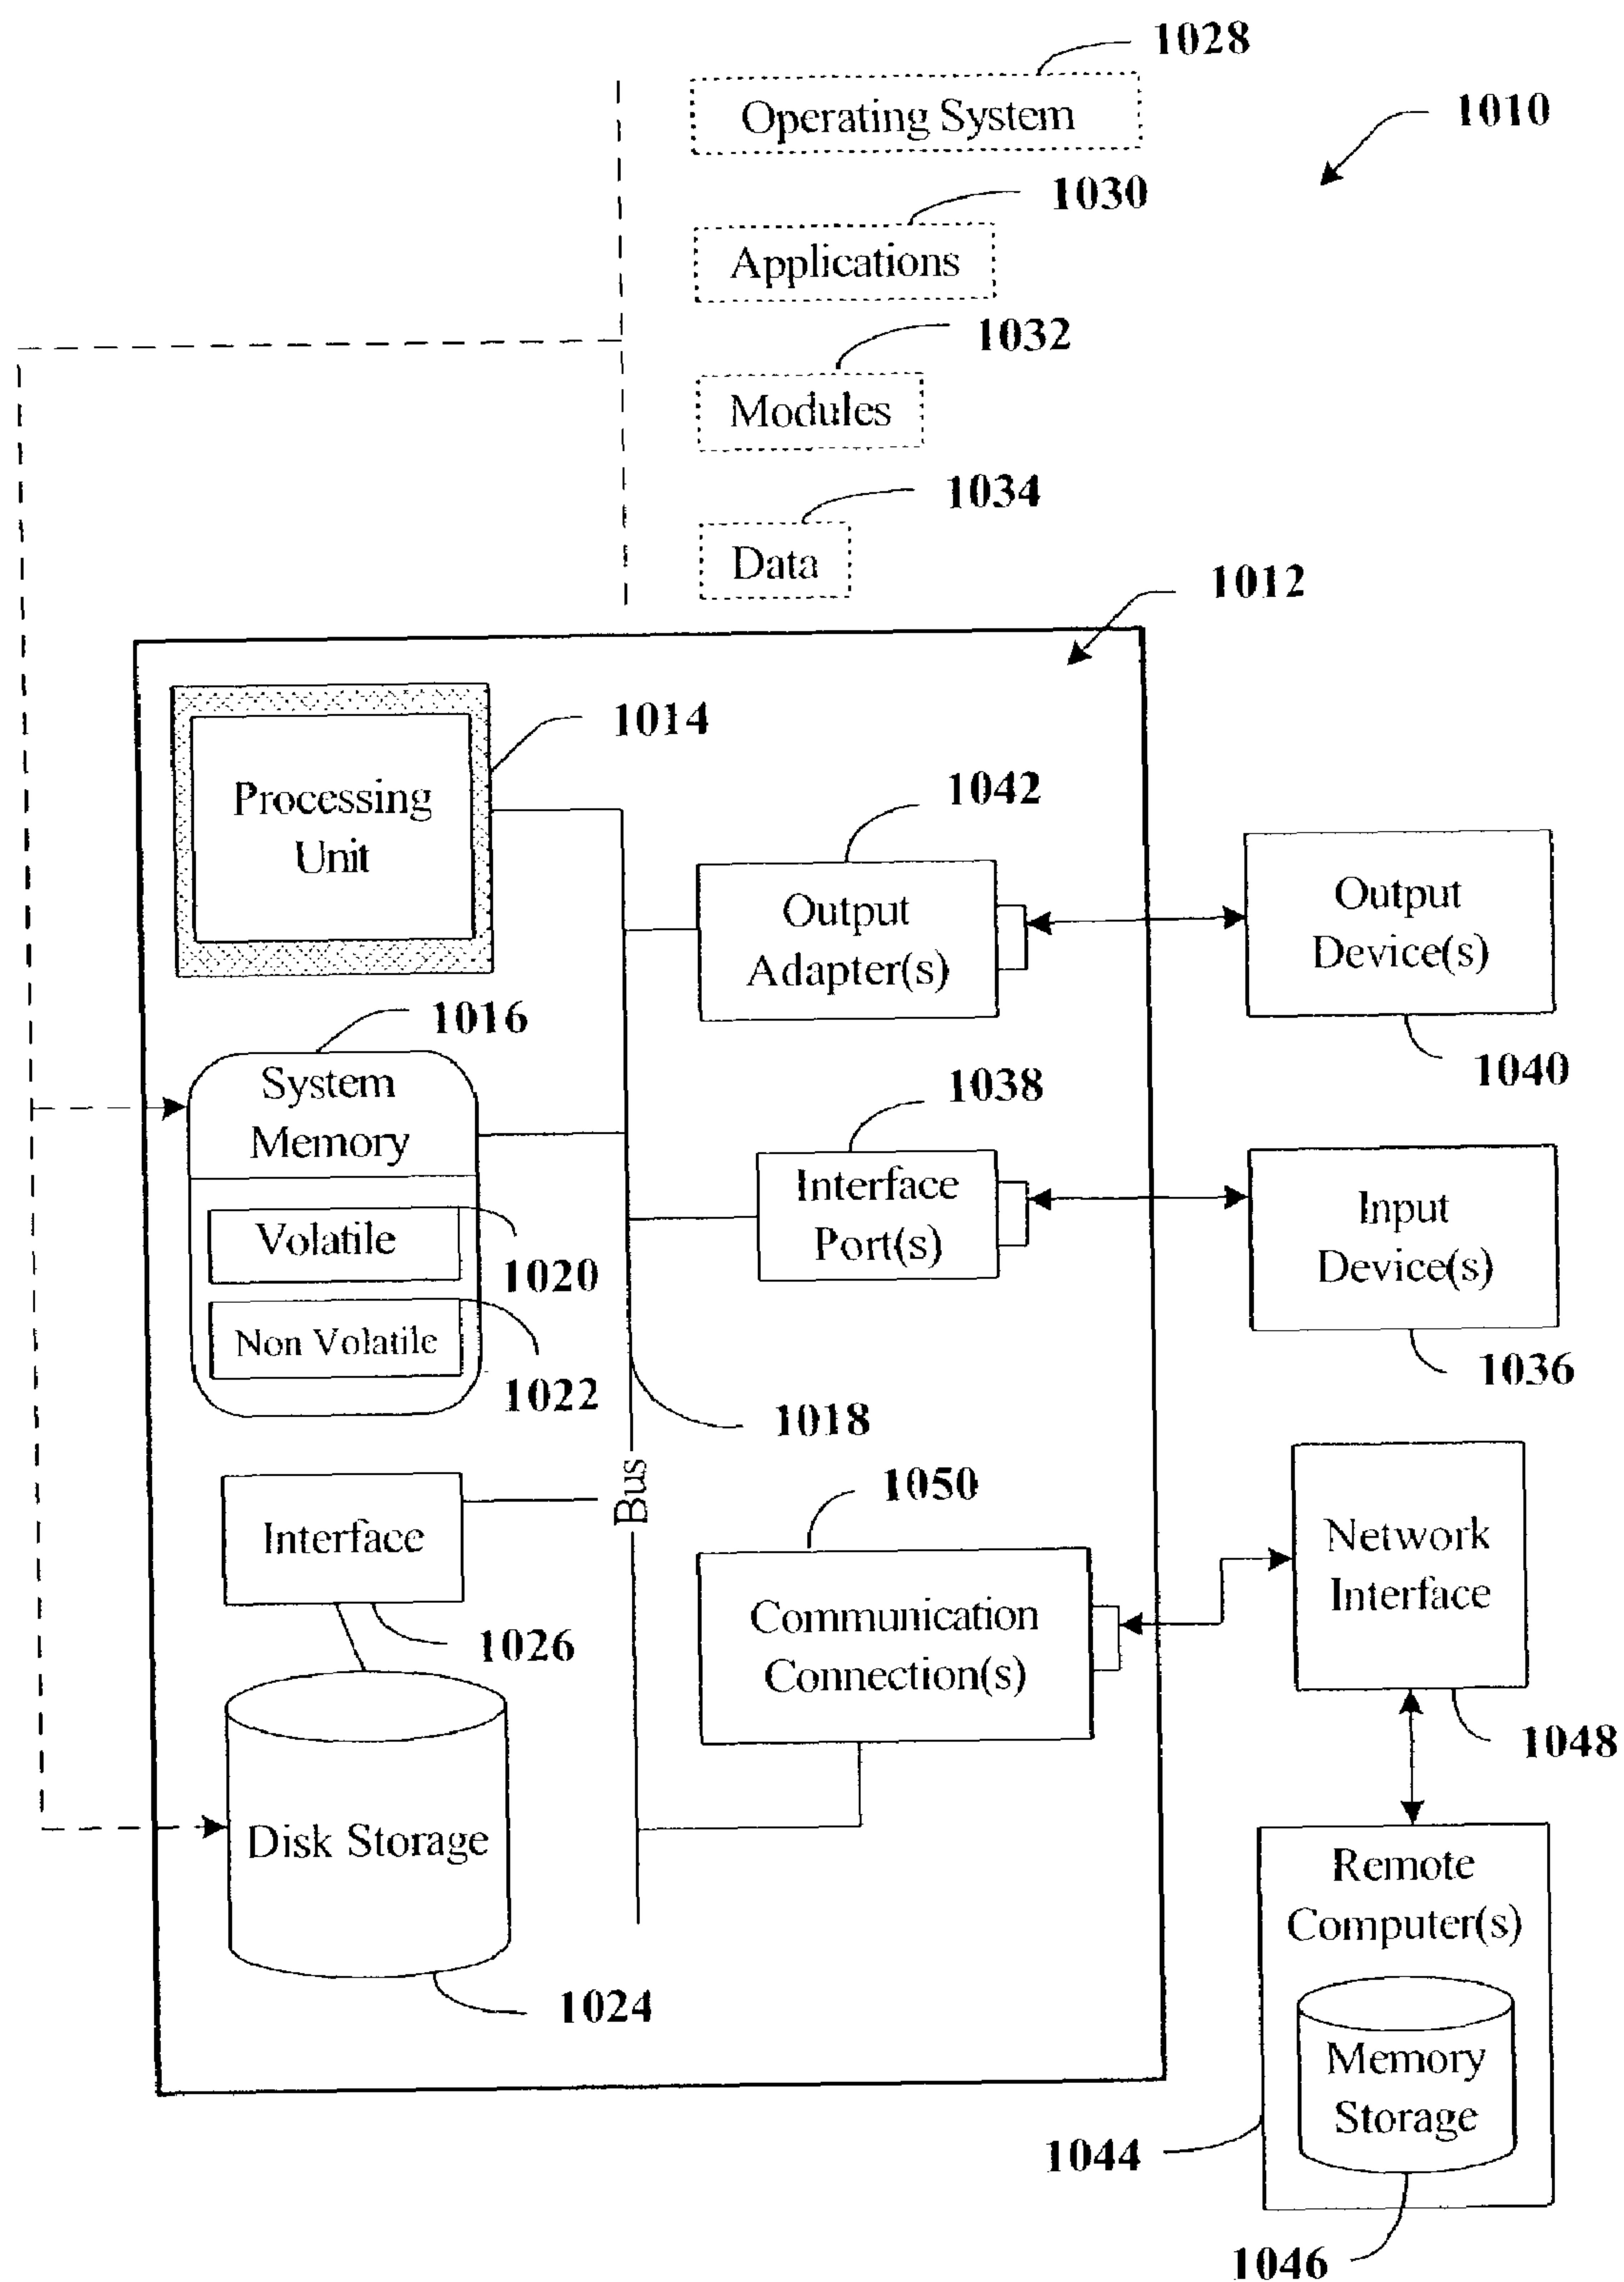 1028
Operating System
1010
1030
Applications
1032
Modules
1034
Data
1012
1014
Processing
Unit
1042
Output
Adapter(s)
Output
Device(s)
1040
1016
System
Memory
1038
Interface
Port(s)
Input
Device(s)
1036
Volatile
1020
Non Volatile
1022
1018
Bus
Interface
1026
1050
Communication
Connection(s)
Network
Interface
1048
Disk Storage
1024
Remote
Computer(s)
Memory
Storage
1044
1046